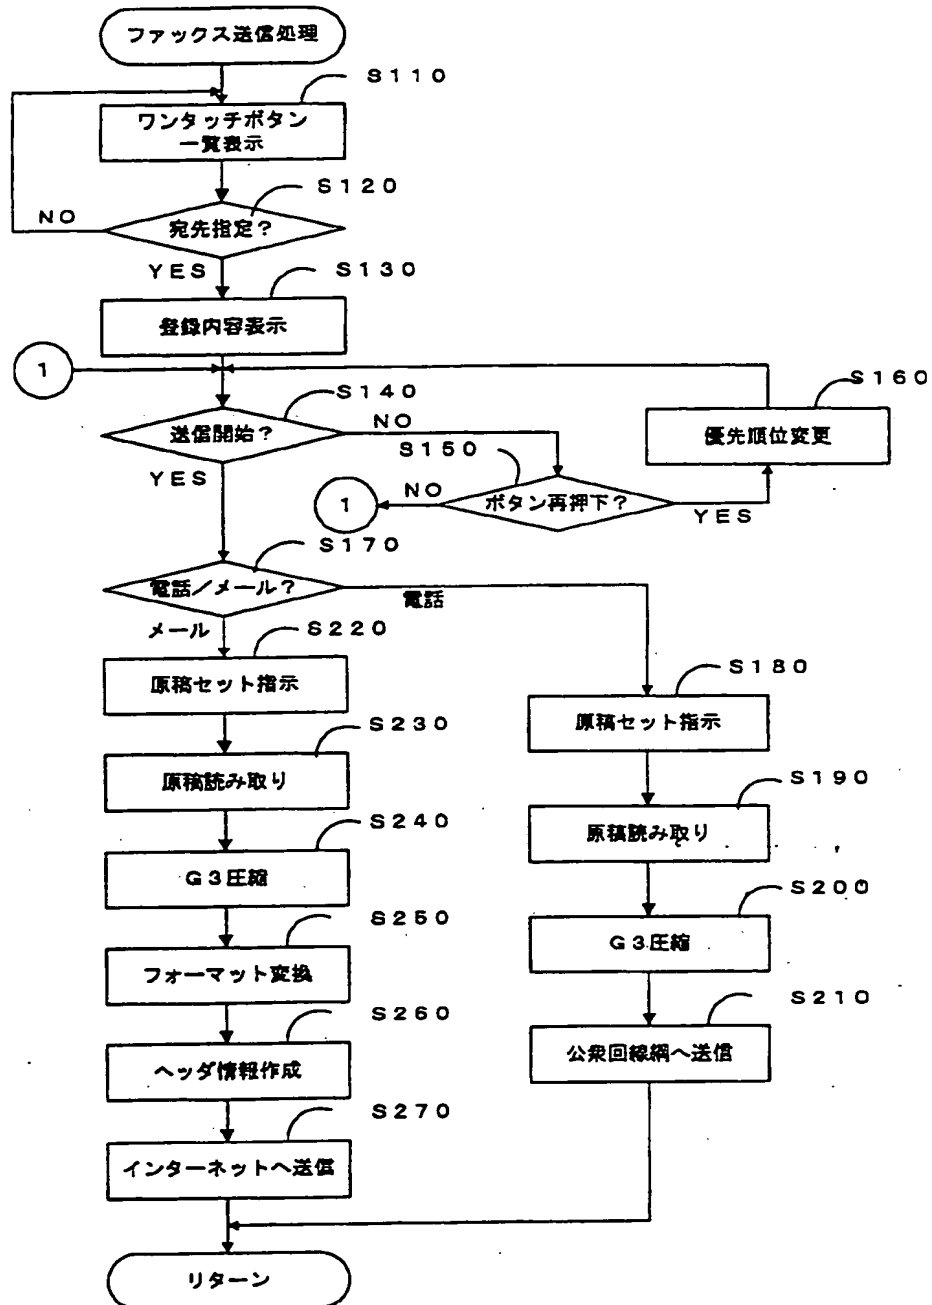 ファックス送信処理
S110
ワンタッチボタン
一覧表示
S120
宛先指定?
NO
YES
S130
登録内容表示
1
S140
送信開始?
NO
YES
S150
ボタン再押下?
NO
1
YES
S160
優先順位変更
S170
電話/メール?
電話
メール
S220
原稿セット指示
S230
原稿読み取り
S240
G3圧縮
S250
フォーマット変換
S260
ヘッダ情報作成
S270
インターネットへ送信
S180
原稿セット指示
S190
原稿読み取り
S200
G3圧縮
S210
公衆回線網へ送信
リターン